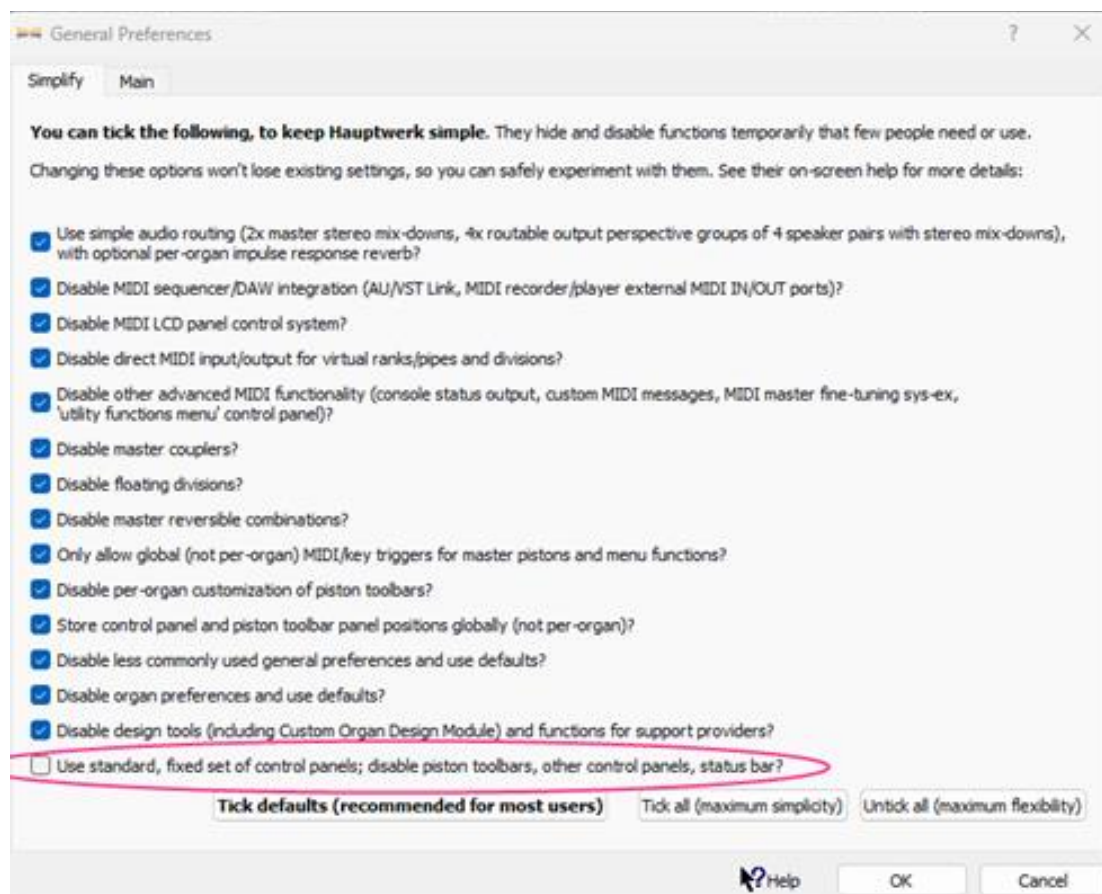 General Preferences ? ×
Simplify Main
You can tick the following, to keep Hauptwerk simple. They hide and disable functions temporarily that few people need or use.
Changing these options won't lose existing settings, so you can safely experiment with them. See their on-screen help for more details:
Use simple audio routing (2x master stereo mix-downs, 4x routable output perspective groups of 4 speaker pairs with stereo mix-downs),
with optional per-organ impulse response reverb?
Disable MIDI sequencer/DAW integration (AU/VST Link, MIDI recorder/player external MIDI IN/OUT ports)?
Disable MIDI LCD panel control system?
Disable direct MIDI input/output for virtual ranks/pipes and divisions?
Disable other advanced MIDI functionality (console status output, custom MIDI messages, MIDI master fine-tuning sys-ex,
'utility functions menu' control panel)?
Disable master couplers?
Disable floating divisions?
Disable master reversible combinations?
Only allow global (not per-organ) MIDI/key triggers for master pistons and menu functions?
Disable per-organ customization of piston toolbars?
Store control panel and piston toolbar panel positions globally (not per-organ)?
Disable less commonly used general preferences and use defaults?
Disable organ preferences and use defaults?
Disable design tools (including Custom Organ Design Module) and functions for support providers?
Use standard, fixed set of control panels; disable piston toolbars, other control panels, status bar?
Tick defaults (recommended for most users) Tick all (maximum simplicity) Untick all (maximum flexibility)
? Help OK Cancel